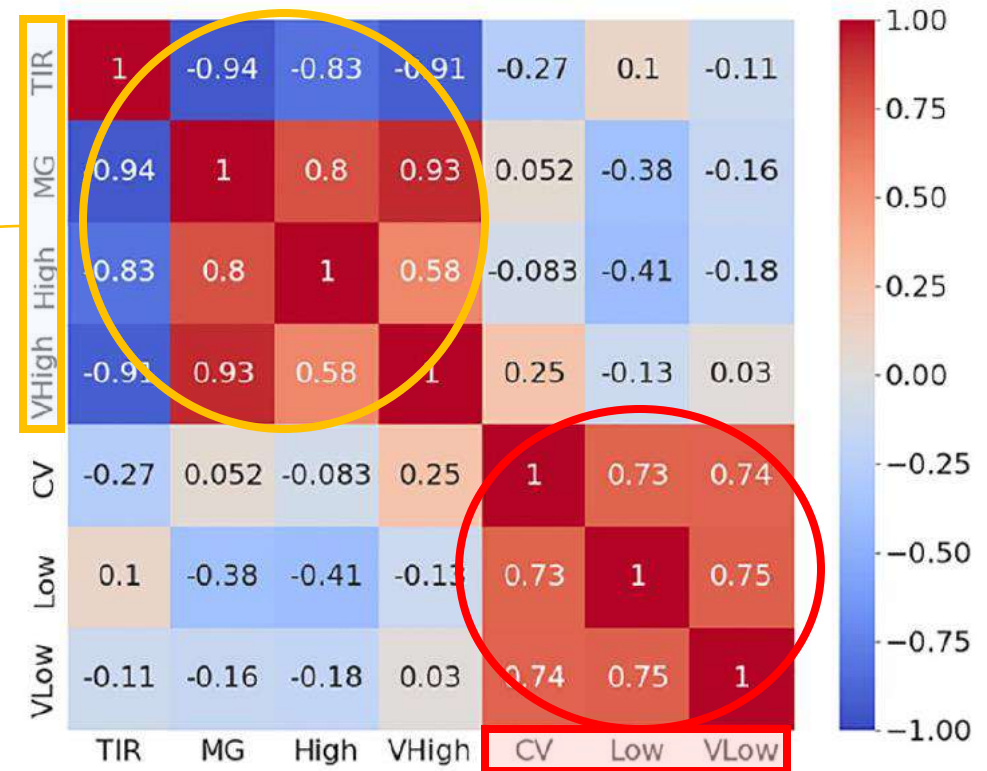 TIR 1 -0.94 -0.83 -0.91 -0.27 0.1 -0.11
MG 0.94 1 0.8 0.93 0.052 -0.38 -0.16
High -0.83 0.8 1 0.58 -0.083 -0.41 -0.18
VHigh -0.91 0.93 0.58 1 0.25 -0.13 0.03
CV -0.27 0.052 -0.083 0.25 1 0.73 0.74
Low 0.1 -0.38 -0.41 -0.13 0.73 1 0.75
VLow -0.11 -0.16 -0.18 0.03 0.74 0.75 1
TIR MG High VHigh CV Low VLow
1.00
0.75
0.50
0.25
0.00
−0.25
−0.50
−0.75
−1.00